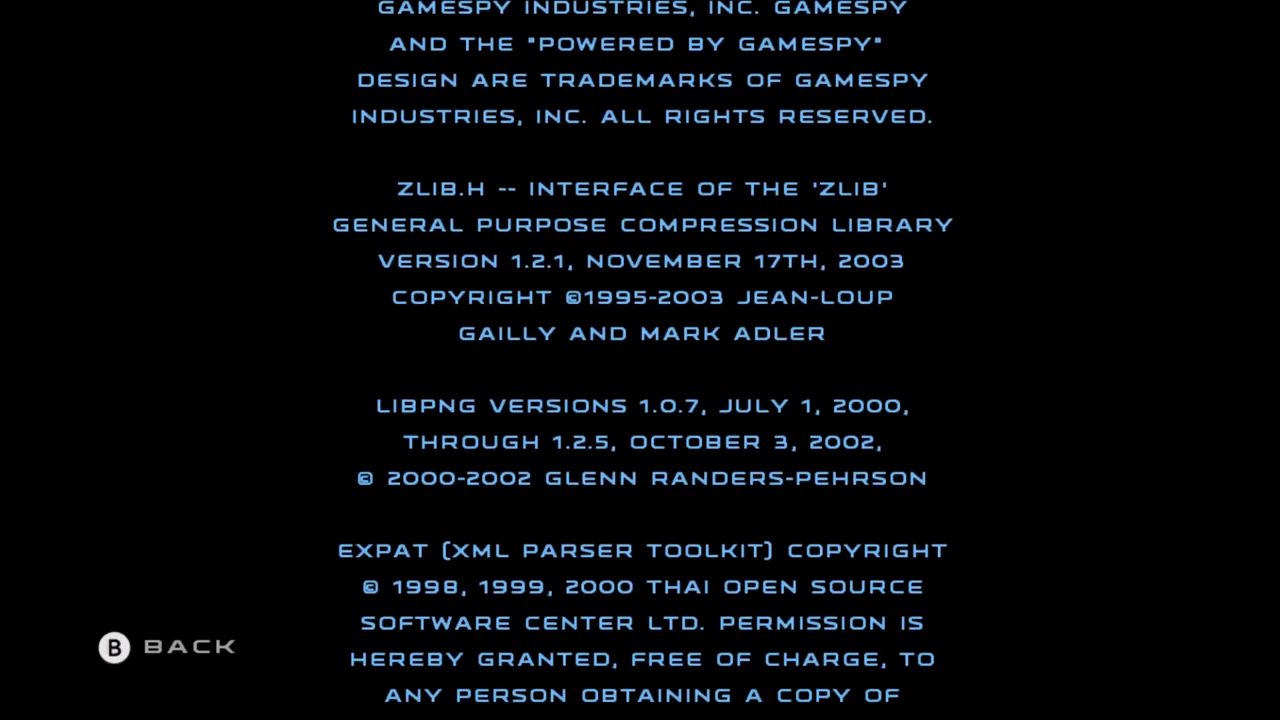 GAMESPY INDUSTRIES, INC. GAMESPY
AND THE "POWERED BY GAMESPY"
DESIGN ARE TRADEMARKS OF GAMESPY
INDUSTRIES, INC. ALL RIGHTS RESERVED.
ZLIB.H -- INTERFACE OF THE 'ZLIB'
GENERAL PURPOSE COMPRESSION LIBRARY
VERSION 1.2.1, NOVEMBER 17TH, 2003
COPYRIGHT ©1995-2003 JEAN-LOUP
GAILLY AND MARK ADLER
LIBPNG VERSIONS 1.0.7, JULY 1, 2000,
THROUGH 1.2.5, OCTOBER 3, 2002,
© 2000-2002 GLENN RANDERS-PEHRSON
EXPAT (XML PARSER TOOLKIT) COPYRIGHT
© 1998, 1999, 2000 THAI OPEN SOURCE
SOFTWARE CENTER LTD. PERMISSION IS
HEREBY GRANTED, FREE OF CHARGE, TO
ANY PERSON OBTAINING A COPY OF
B BACK